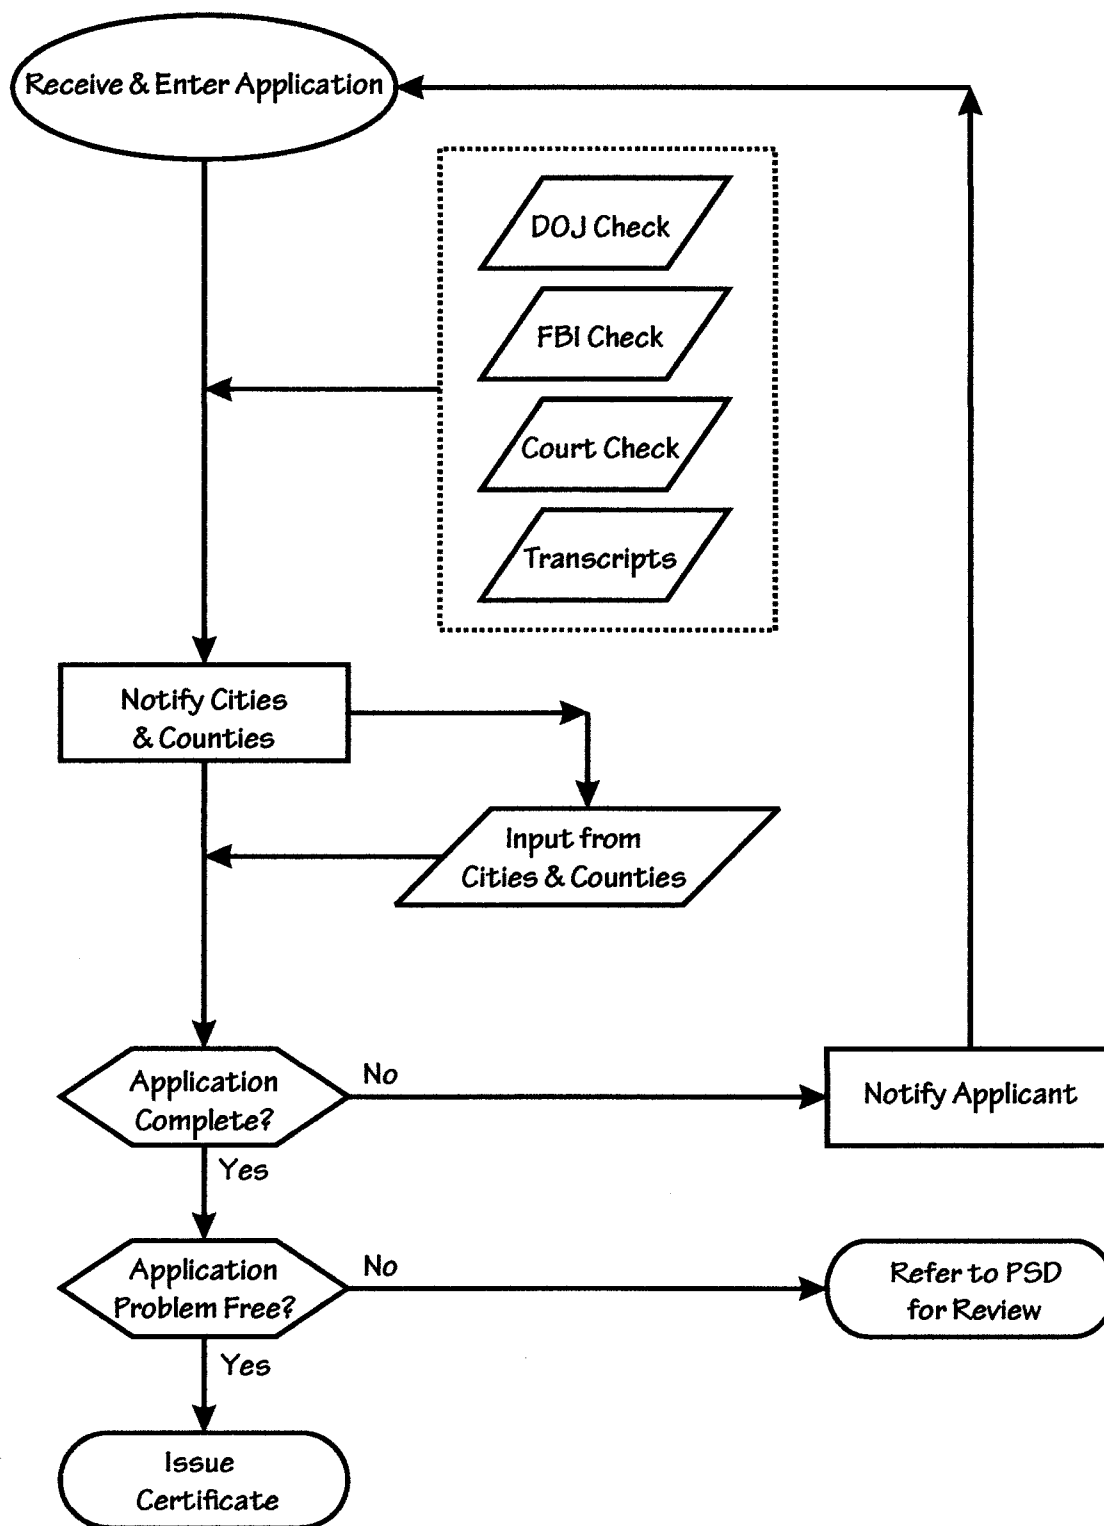 Receive & Enter Application
DOJ Check
FBI Check
Court Check
Transcripts
Notify Cities
& Counties
Input from
Cities & Counties
Application
Complete?
No
Notify Applicant
Yes
Application
Problem Free?
No
Refer to PSD
for Review
Yes
Issue
Certificate